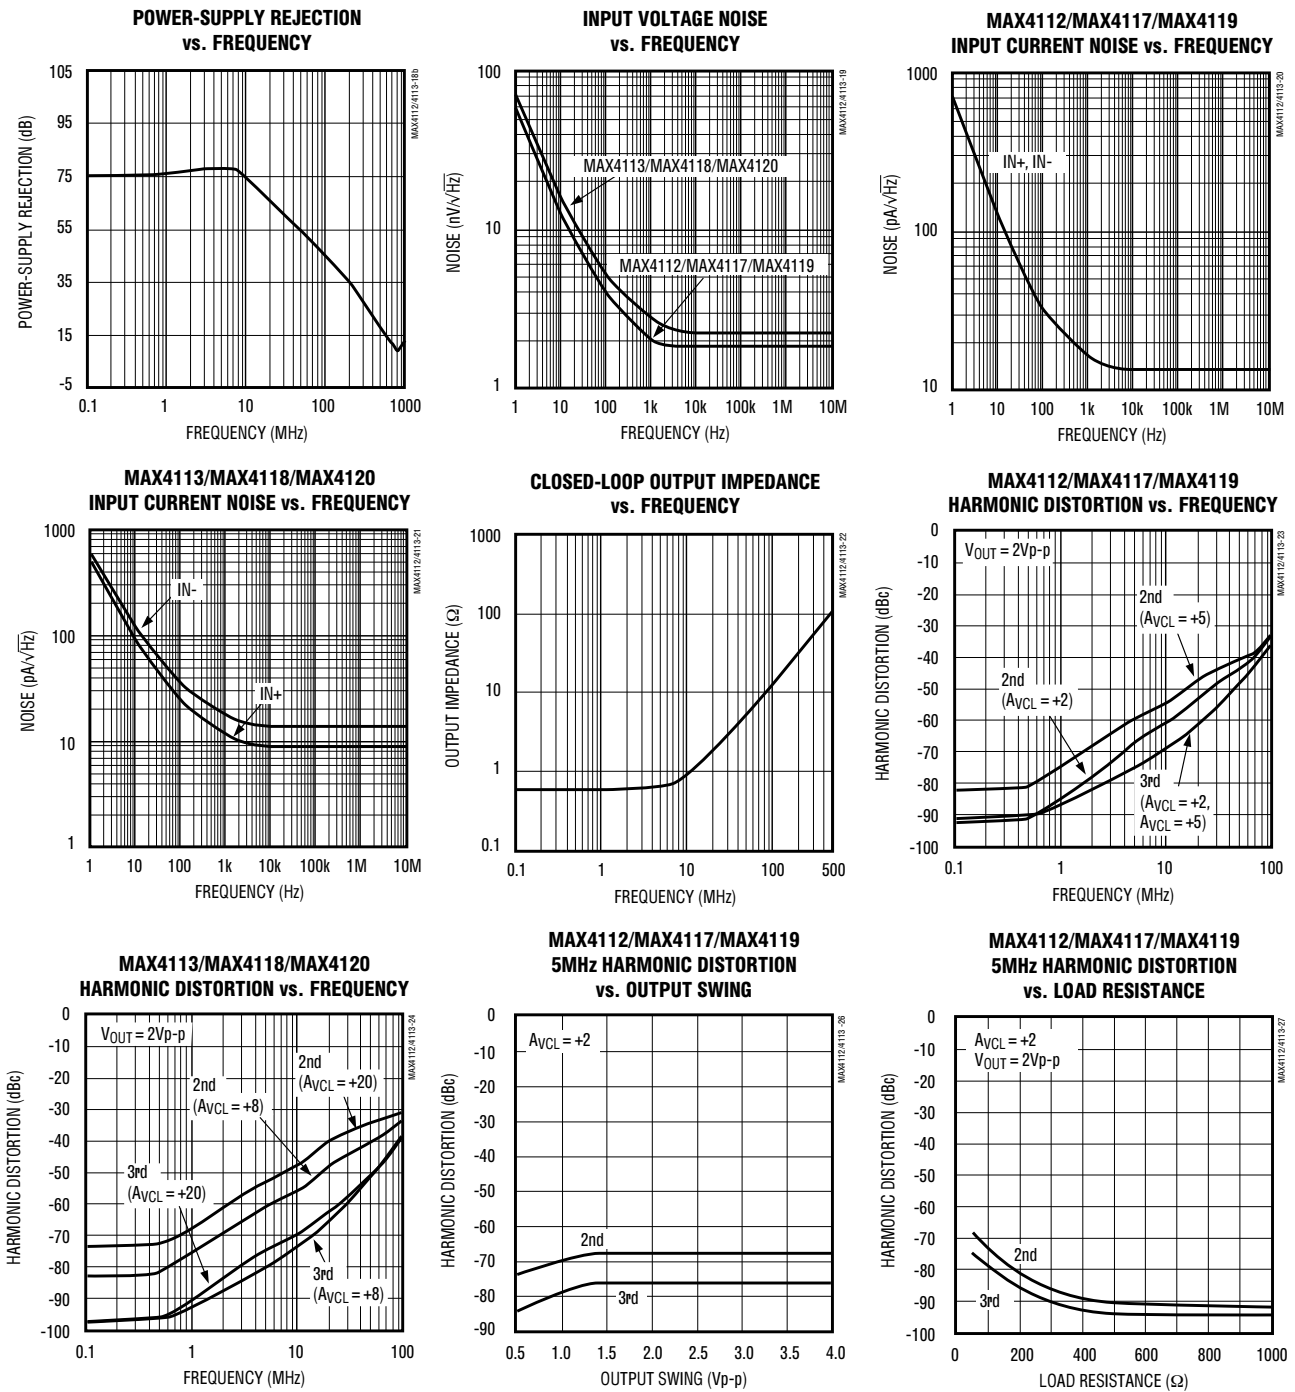 POWER-SUPPLY REJECTION
vs. FREQUENCY
105
95
75
55
35
15
-5
POWER-SUPPLY REJECTION (dB)
0.1 1 10 100 1000
FREQUENCY (MHz)
MAX4112/4113-18b
INPUT VOLTAGE NOISE
vs. FREQUENCY
100
10
1
NOISE (nV/√Hz)
MAX4113/MAX4118/MAX4120
MAX4112/MAX4117/MAX4119
1 10 100 1k 10k 100k 1M 10M
FREQUENCY (Hz)
MAX4112/4113-19
MAX4112/MAX4117/MAX4119
INPUT CURRENT NOISE vs. FREQUENCY
1000
100
10
NOISE (pA/√Hz)
IN+, IN-
1 10 100 1k 10k 100k 1M 10M
FREQUENCY (Hz)
MAX4112/4113-20
MAX4113/MAX4118/MAX4120
INPUT CURRENT NOISE vs. FREQUENCY
1000
100
10
1
NOISE (pA/√Hz)
IN-
IN+
1 10 100 1k 10k 100k 10M
FREQUENCY (Hz)
MAX4112/4113-21
CLOSED-LOOP OUTPUT IMPEDANCE
vs. FREQUENCY
1000
100
10
1
0.1
OUTPUT IMPEDANCE (Ω)
0.1 1 10 100 500
FREQUENCY (MHz)
MAX4112/4113-22
MAX4112/MAX4117/MAX4119
HARMONIC DISTORTION vs. FREQUENCY
0
-10
-20
-30
-40
-50
-60
-70
-80
-90
-100
HARMONIC DISTORTION (dBc)
VOUT = 2Vp-p
2nd
(AVCL = +5)
2nd
(AVCL = +2)
3rd
(AVCL = +2,
AVCL = +5)
0.1 1 10 100
FREQUENCY (MHz)
MAX4112/4113-23
MAX4113/MAX4118/MAX4120
HARMONIC DISTORTION vs. FREQUENCY
0
-10
-20
-30
-40
-50
-60
-70
-80
-90
-100
HARMONIC DISTORTION (dBc)
VOUT = 2Vp-p
2nd
(AVCL = +20)
2nd
(AVCL = +8)
3rd
(AVCL = +20)
3rd
(AVCL = +8)
0.1 1 10 100
FREQUENCY (MHz)
MAX4112/4113-24
MAX4112/MAX4117/MAX4119
5MHz HARMONIC DISTORTION
vs. OUTPUT SWING
0
-10
-20
-30
-40
-50
-60
-70
-80
-90
HARMONIC DISTORTION (dBc)
AVCL = +2
2nd
3rd
0.5 1.0 1.5 2.0 2.5 3.0 3.5 4.0
OUTPUT SWING (Vp-p)
MAX4112/4113 -26
MAX4112/MAX4117/MAX4119
5MHz HARMONIC DISTORTION
vs. LOAD RESISTANCE
0
-10
-20
-30
-40
-50
-60
-70
-80
-90
-100
HARMONIC DISTORTION (dBc)
AVCL = +2
VOUT = 2Vp-p
2nd
3rd
0 200 400 600 800 1000
LOAD RESISTANCE (Ω)
MAX4112/4113-27